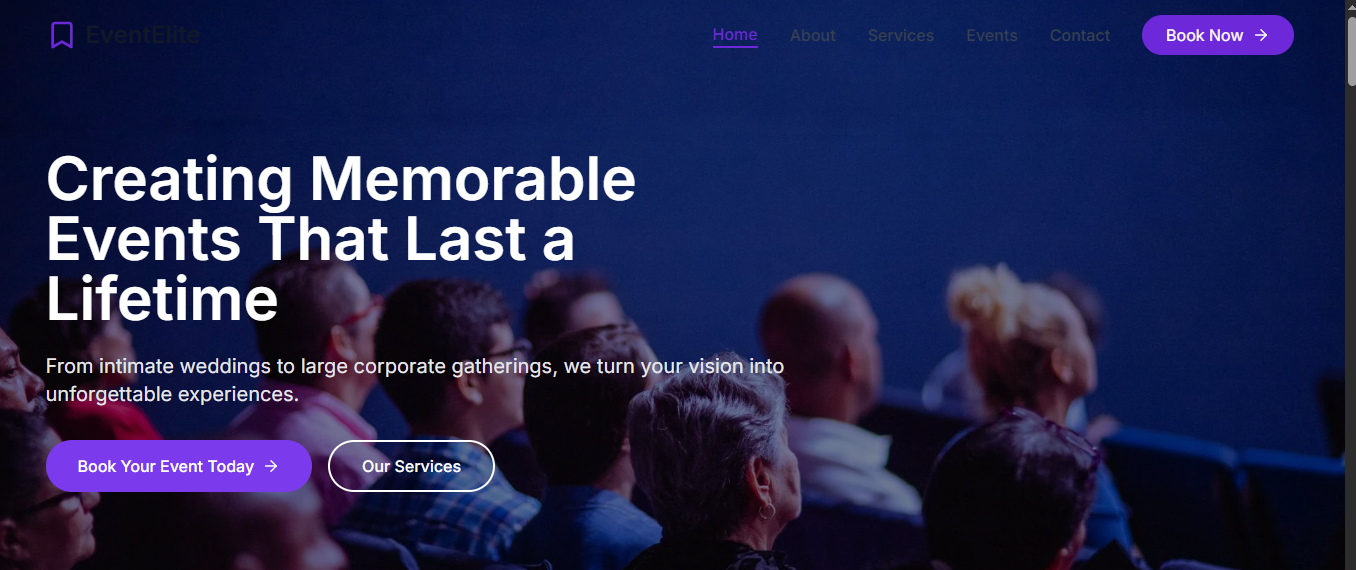 EventElite
Home About Services Events Contact Book Now
Creating Memorable
Events That Last a
Lifetime
From intimate weddings to large corporate gatherings, we turn your vision into
unforgettable experiences.
Book Your Event Today Our Services